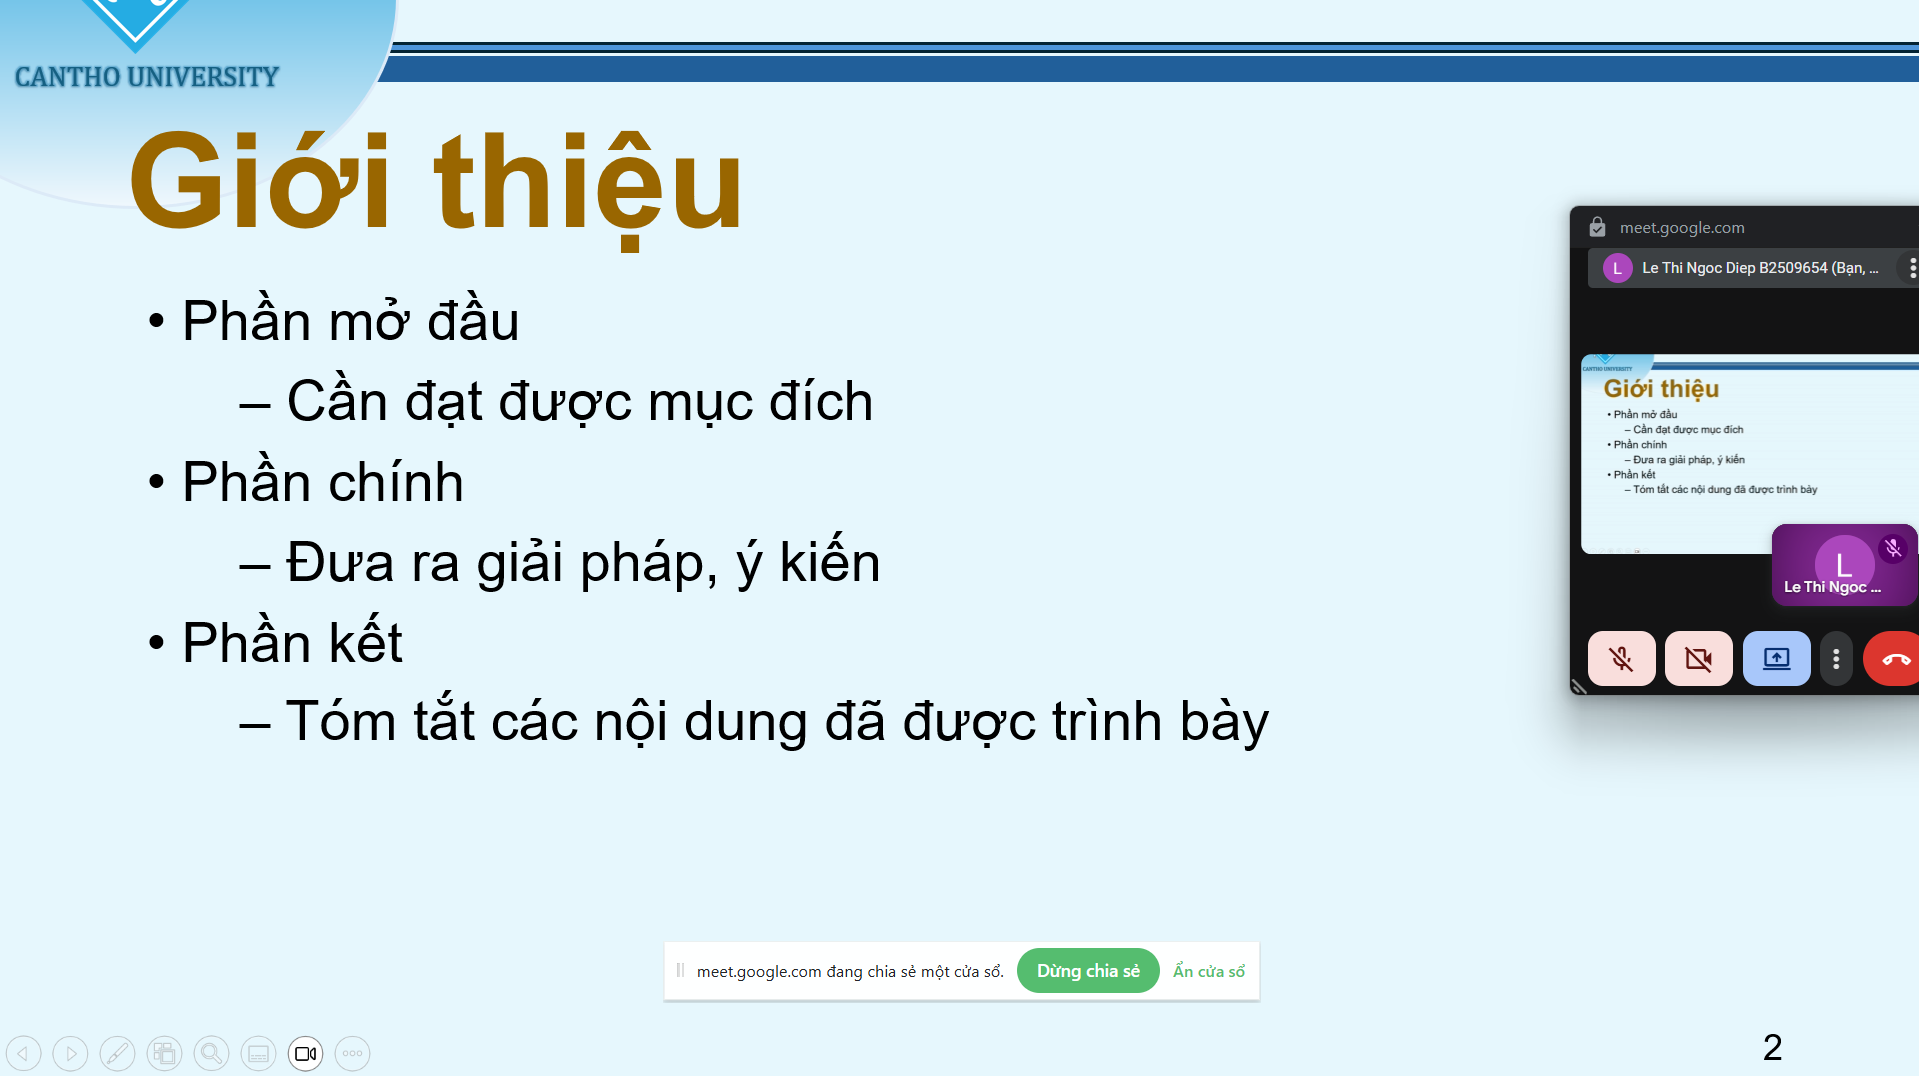 CANTHO UNIVERSITY
Giới thiệu
• Phần mở đầu
– Cần đạt được mục đích
• Phần chính
– Đưa ra giải pháp, ý kiến
• Phần kết
– Tóm tắt các nội dung đã được trình bày
meet.google.com
L Le Thi Ngoc Diep B2509654 (Bạn, ...
CANTHO UNIVERSITY
Giới thiệu
• Phần mở đầu
– Cần đạt được mục đích
• Phần chính
– Đưa ra giải pháp, ý kiến
• Phần kết
– Tóm tắt các nội dung đã được trình bày
L
Le Thi Ngoc ...
meet.google.com đang chia sẻ một cửa sổ. Dừng chia sẻ Ẩn cửa sổ
2